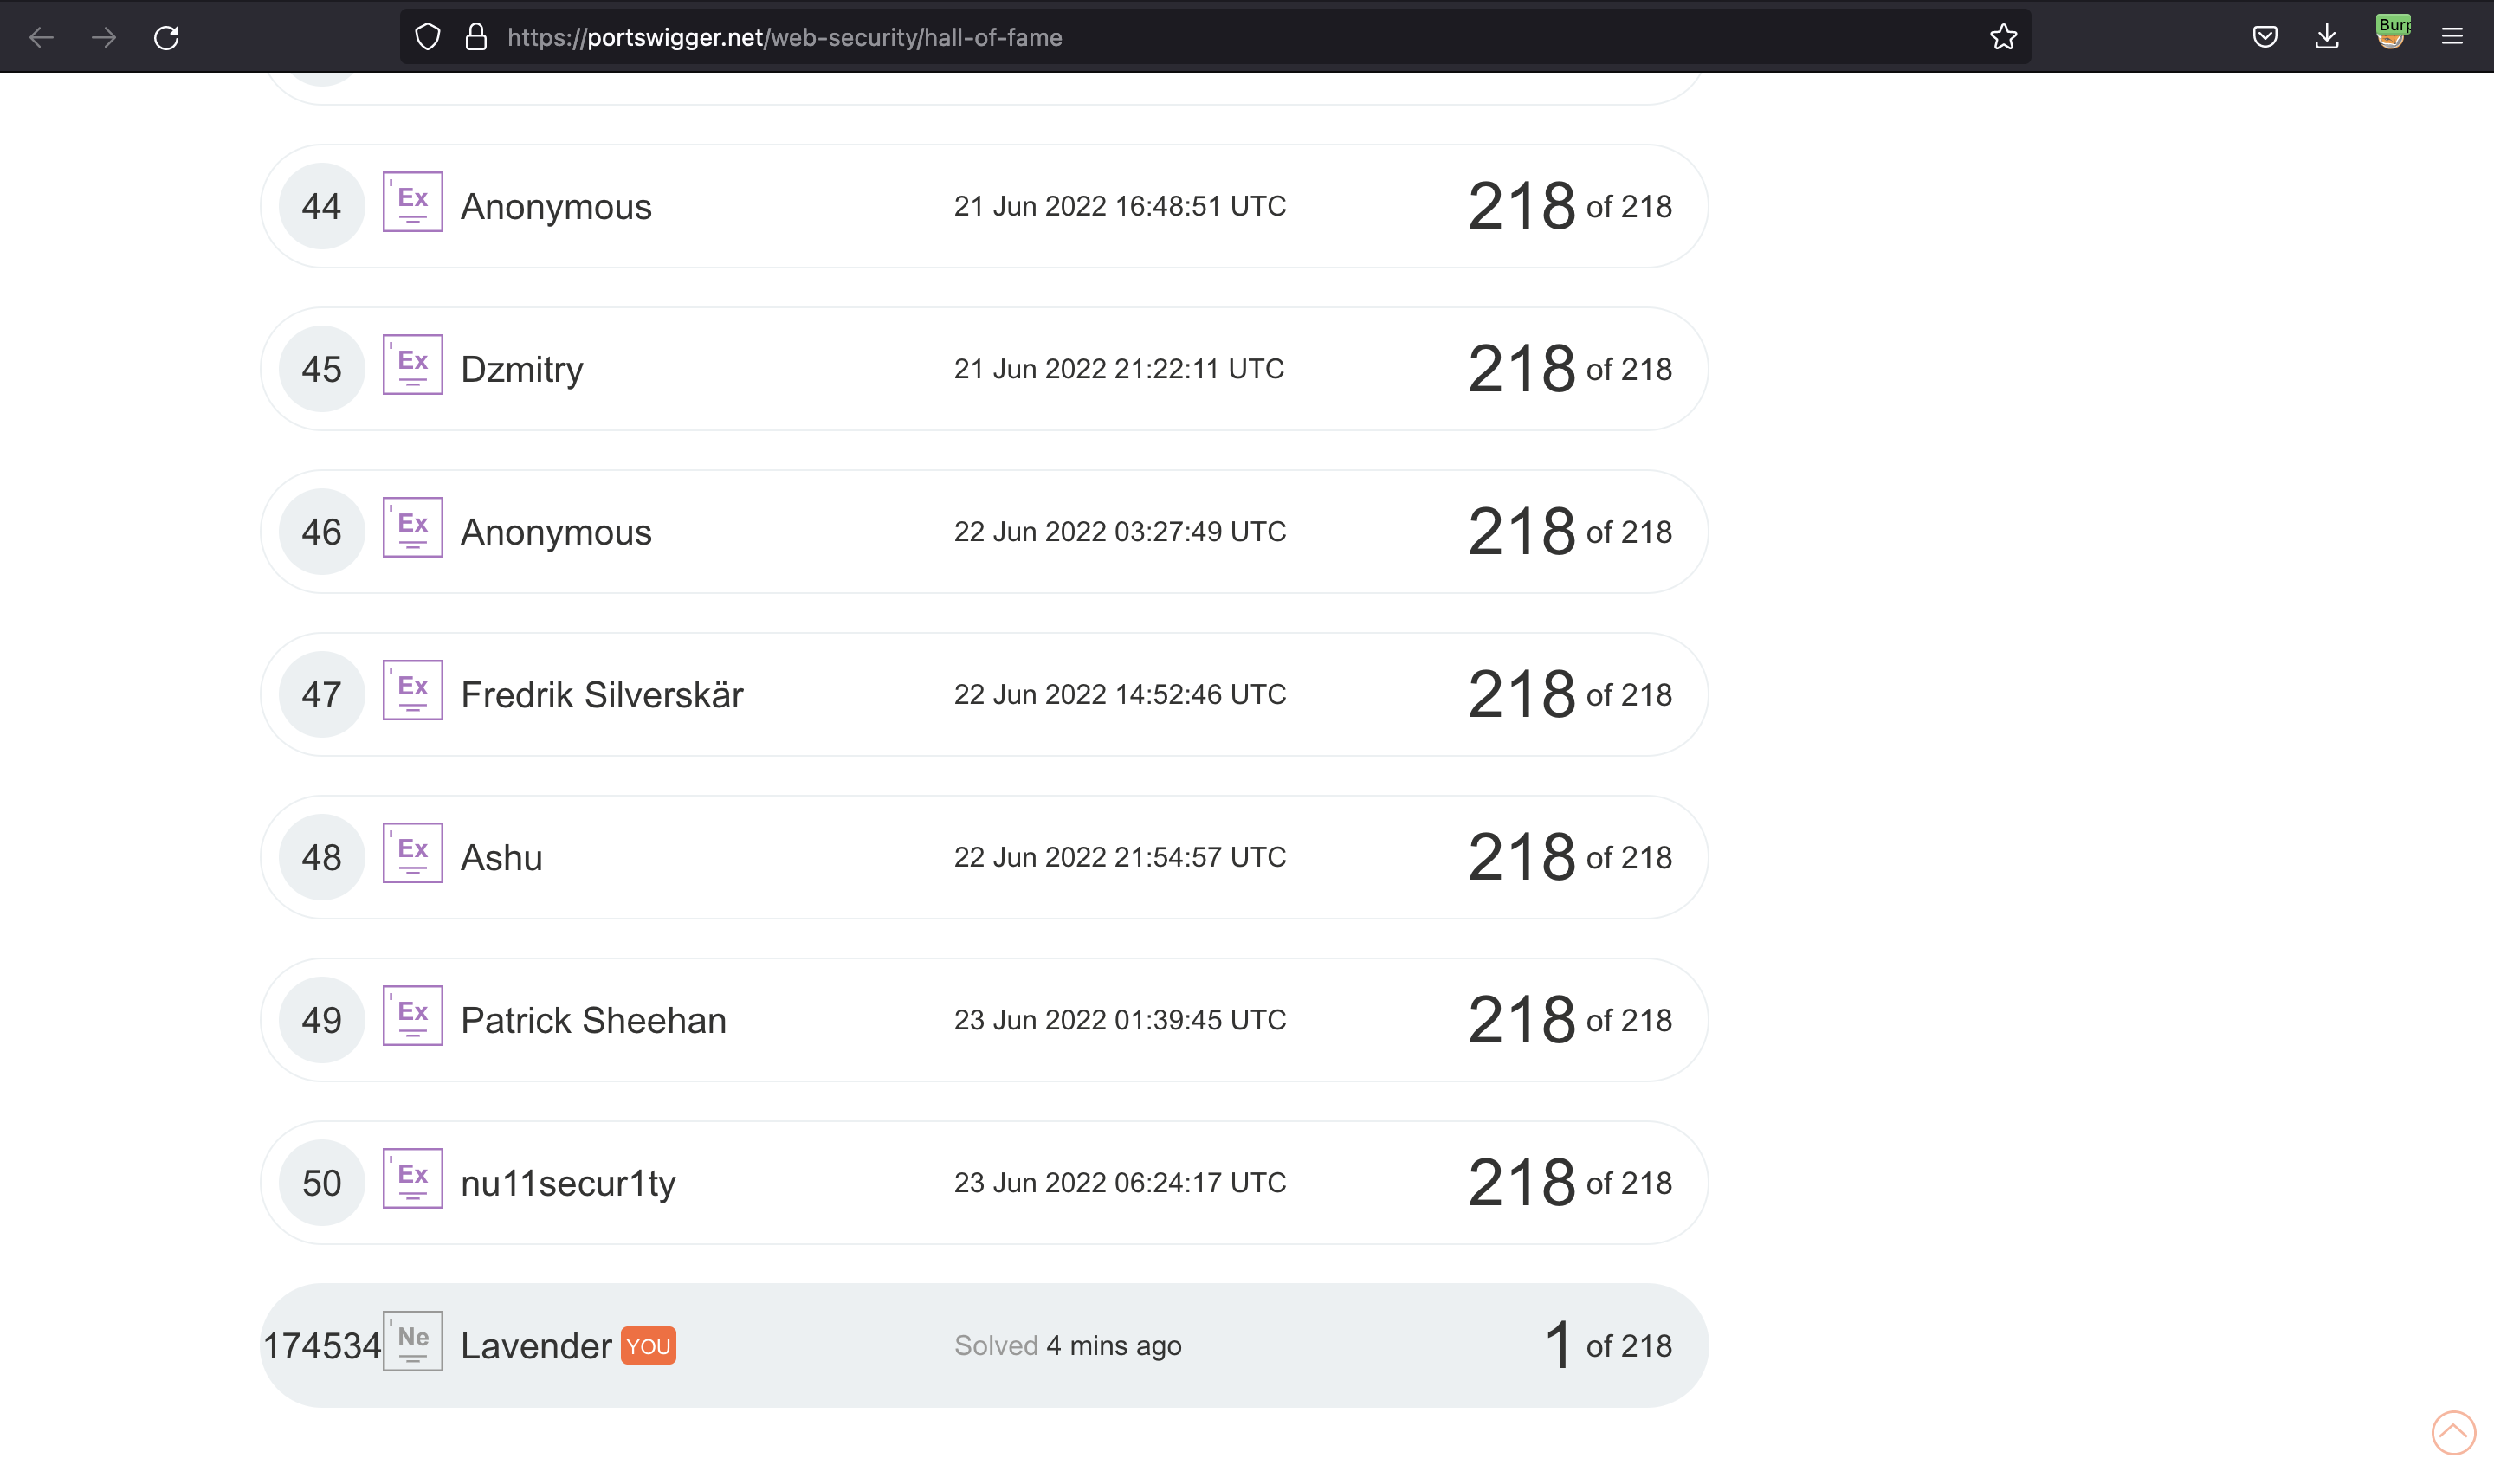 https://portswigger.net/web-security/hall-of-fame
Burp
44 Ex Anonymous 21 Jun 2022 16:48:51 UTC 218 of 218
45 Ex Dzmitry 21 Jun 2022 21:22:11 UTC 218 of 218
46 Ex Anonymous 22 Jun 2022 03:27:49 UTC 218 of 218
47 Ex Fredrik Silverskär 22 Jun 2022 14:52:46 UTC 218 of 218
48 Ex Ashu 22 Jun 2022 21:54:57 UTC 218 of 218
49 Ex Patrick Sheehan 23 Jun 2022 01:39:45 UTC 218 of 218
50 Ex nu11secur1ty 23 Jun 2022 06:24:17 UTC 218 of 218
174534 Ne Lavender YOU Solved 4 mins ago 1 of 218